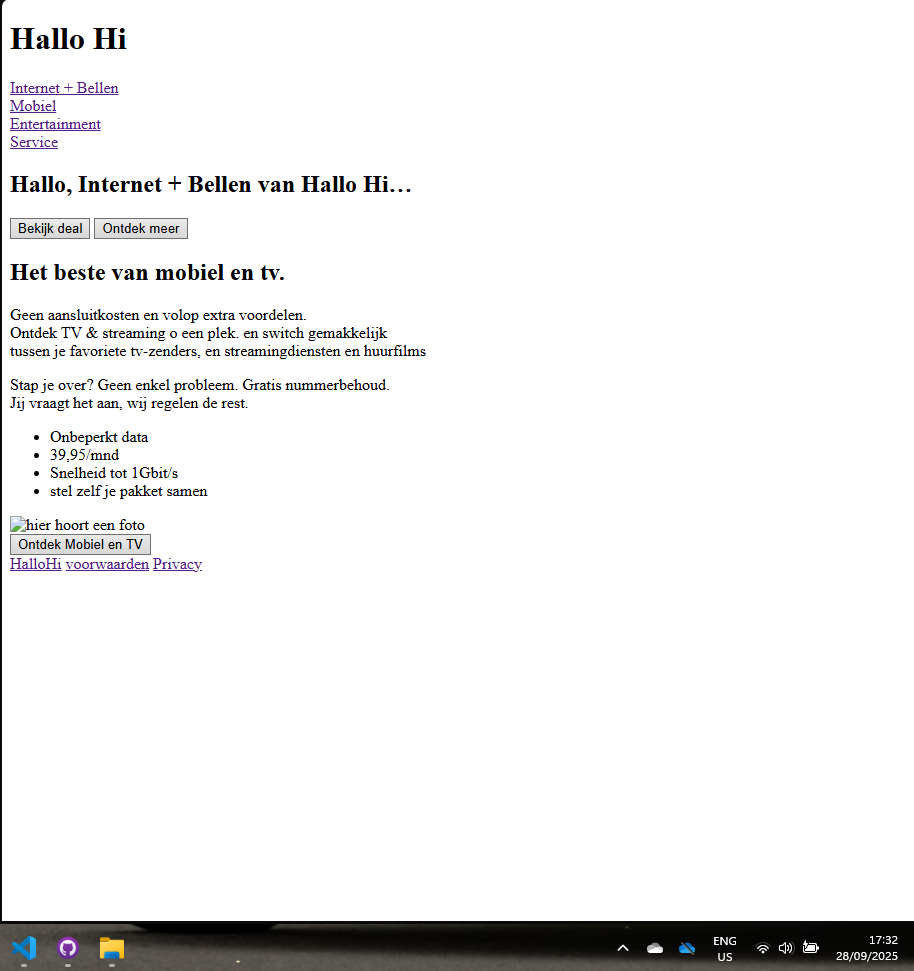 Hallo Hi
Internet + Bellen
Mobiel
Entertainment
Service
Hallo, Internet + Bellen van Hallo Hi…
Bekijk deal Ontdek meer
Het beste van mobiel en tv.
Geen aansluitkosten en volop extra voordelen.
Ontdek TV & streaming o een plek. en switch gemakkelijk
tussen je favoriete tv-zenders, en streamingdiensten en huurfilms
Stap je over? Geen enkel probleem. Gratis nummerbehoud.
Jij vraagt het aan, wij regelen de rest.
Onbeperkt data
39,95/mnd
Snelheid tot 1Gbit/s
stel zelf je pakket samen
hier hoort een foto
Ontdek Mobiel en TV
HalloHi voorwaarden Privacy
ENG
US
17:32
28/09/2025